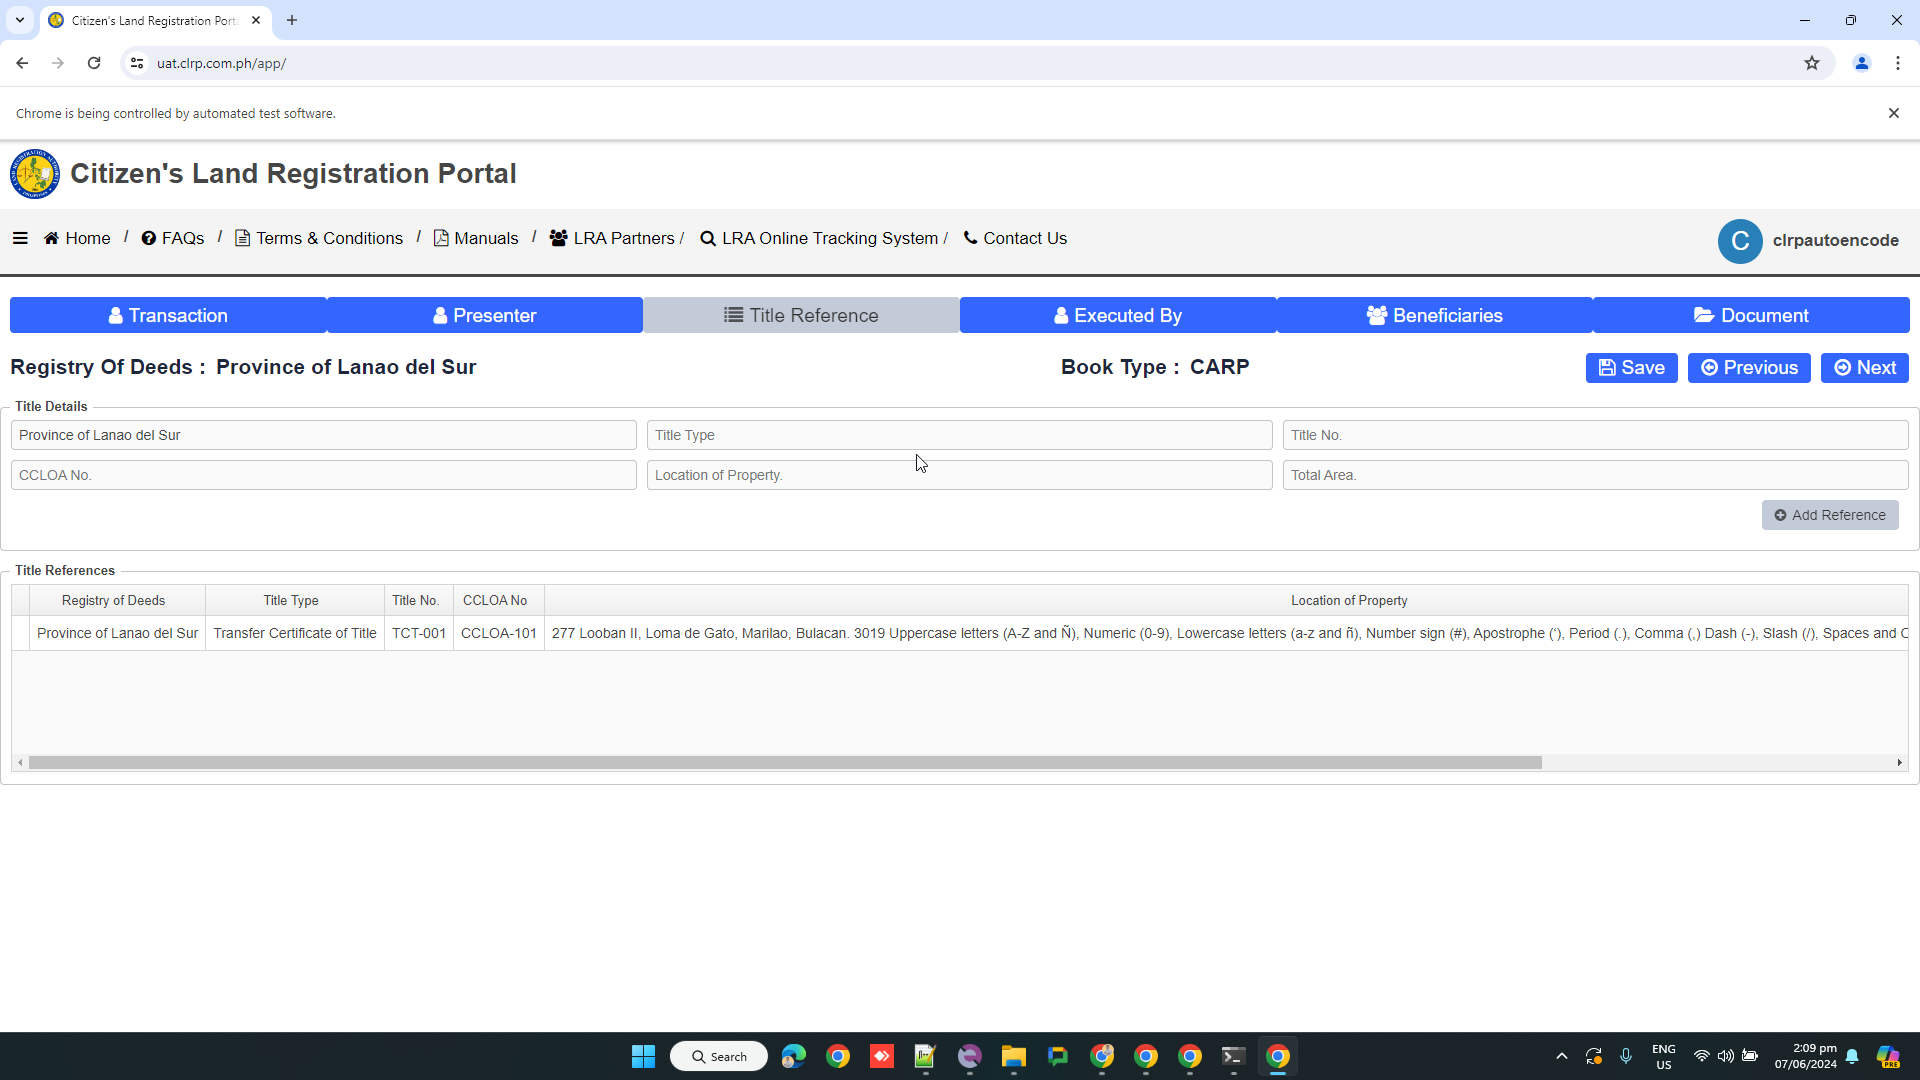 Citizen's Land Registration Port
uat.clrp.com.ph/app/
Chrome is being controlled by automated test software.
Citizen's Land Registration Portal
Home / FAQs / Terms & Conditions / Manuals / LRA Partners / LRA Online Tracking System / Contact Us
C clrpautoencode
Transaction Presenter Title Reference Executed By Beneficiaries Document
Registry Of Deeds : Province of Lanao del Sur Book Type : CARP Save Previous Next
Title Details
Province of Lanao del Sur Title Type Title No.
CCLOA No. Location of Property. Total Area.
Add Reference
Title References
Registry of Deeds Title Type Title No. CCLOA No Location of Property
Province of Lanao del Sur Transfer Certificate of Title TCT-001 CCLOA-101 277 Looban II, Loma de Gato, Marilao, Bulacan. 3019 Uppercase letters (A-Z and Ñ), Numeric (0-9), Lowercase letters (a-z and ñ), Number sign (#), Apostrophe ('), Period (.), Comma (,) Dash (-), Slash (/), Spaces and
Search
ENG
US
2:09 pm
07/06/2024
PRE